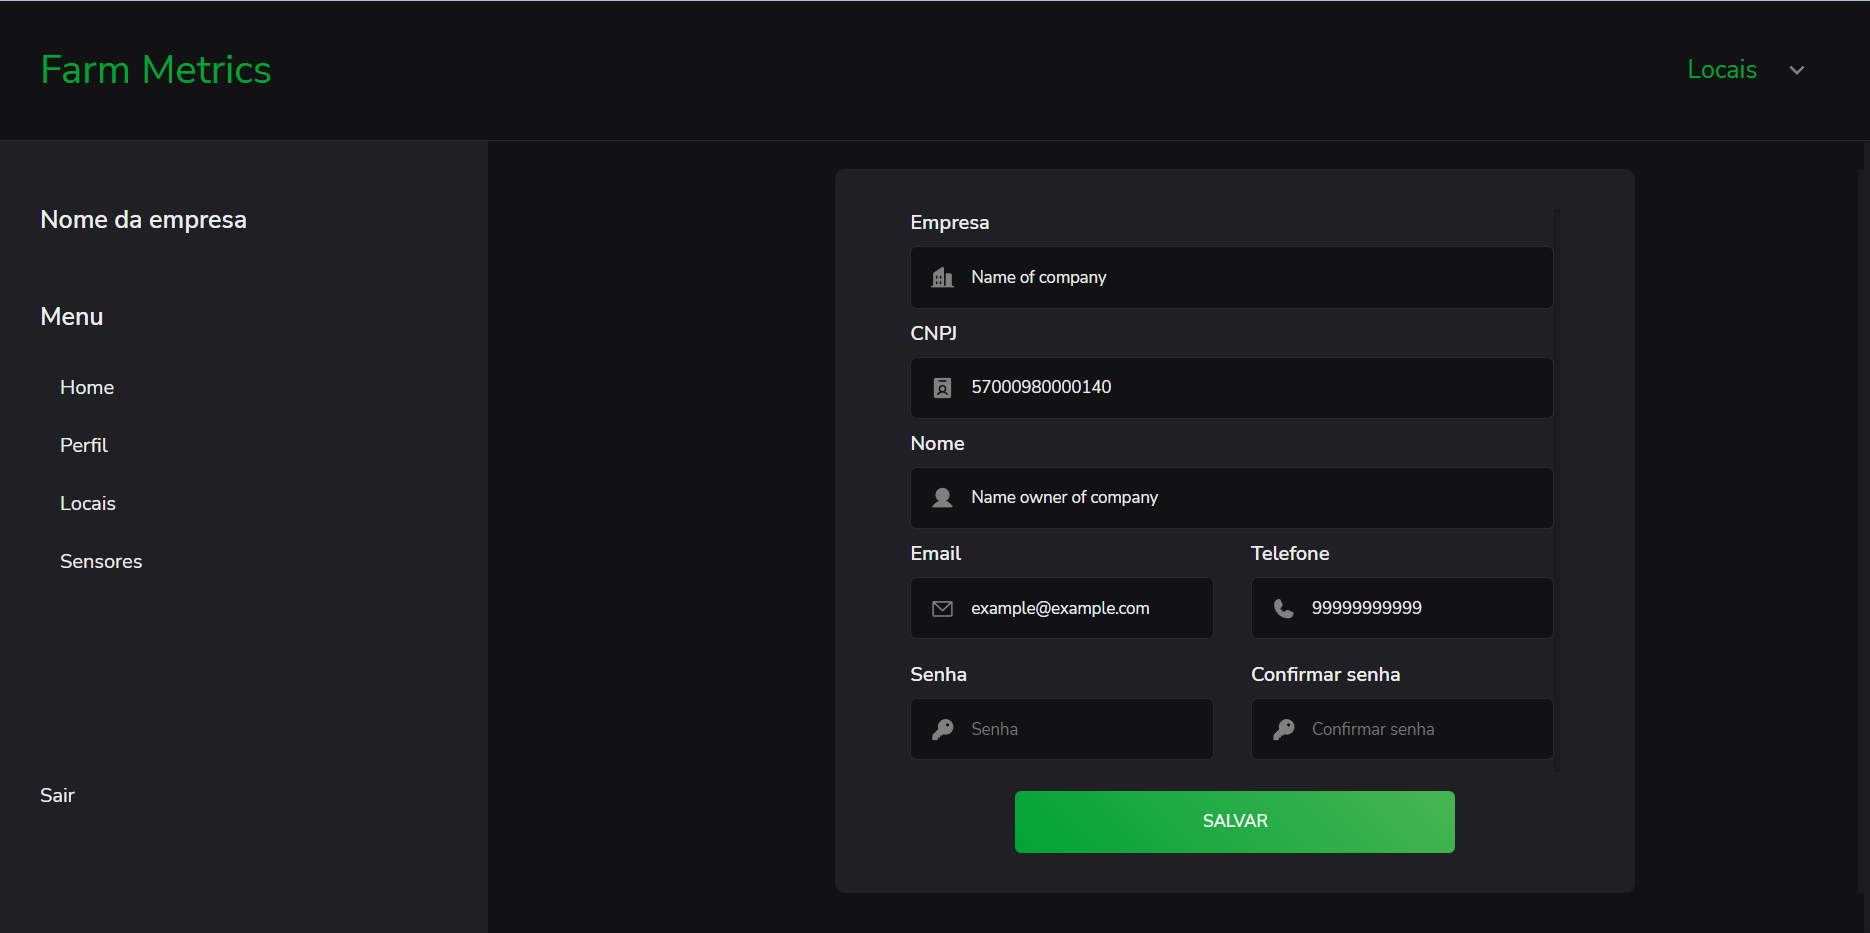 Farm Metrics
Locais
Nome da empresa
Menu
Home
Perfil
Locais
Sensores
Sair
Empresa
Name of company
CNPJ
57000980000140
Nome
Name owner of company
Email
Telefone
example@example.com
99999999999
Senha
Confirmar senha
Senha
Confirmar senha
SALVAR